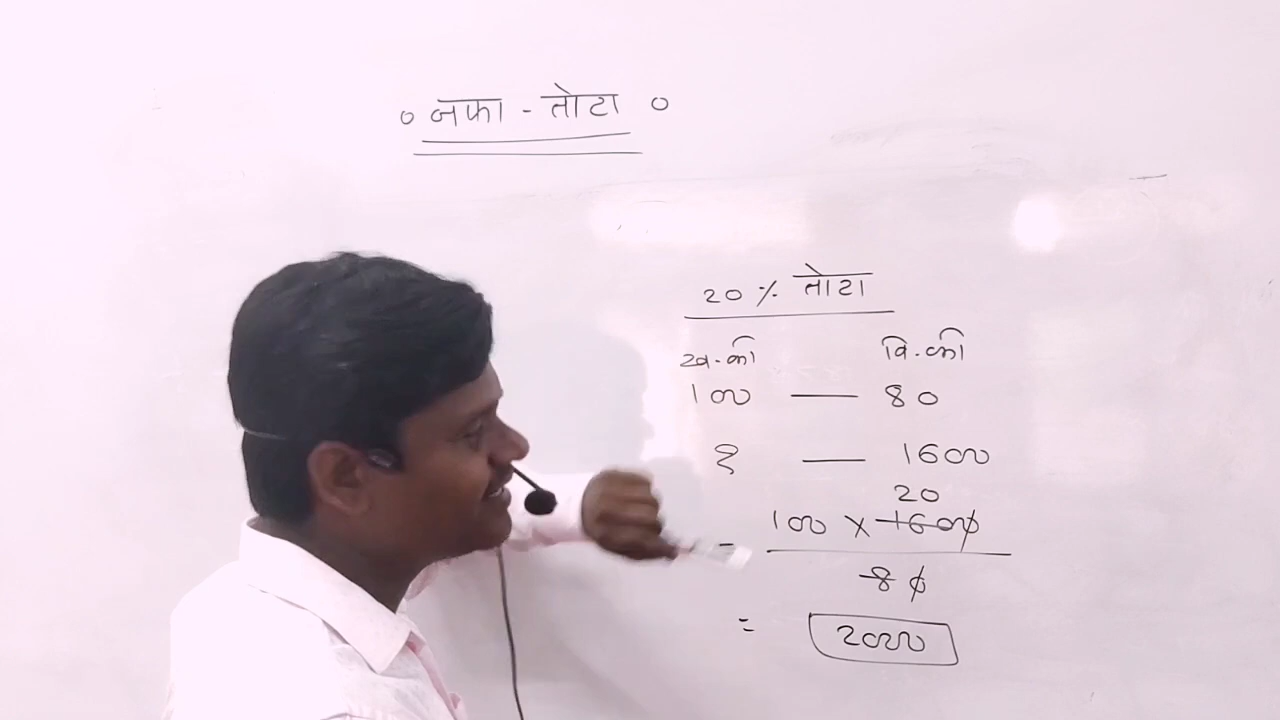 ० नफा - तोटा ०
20 % तोटा
ख.की वि.की
100 — 80
? — 1600
20
= 100 x 1600
80
= 2000